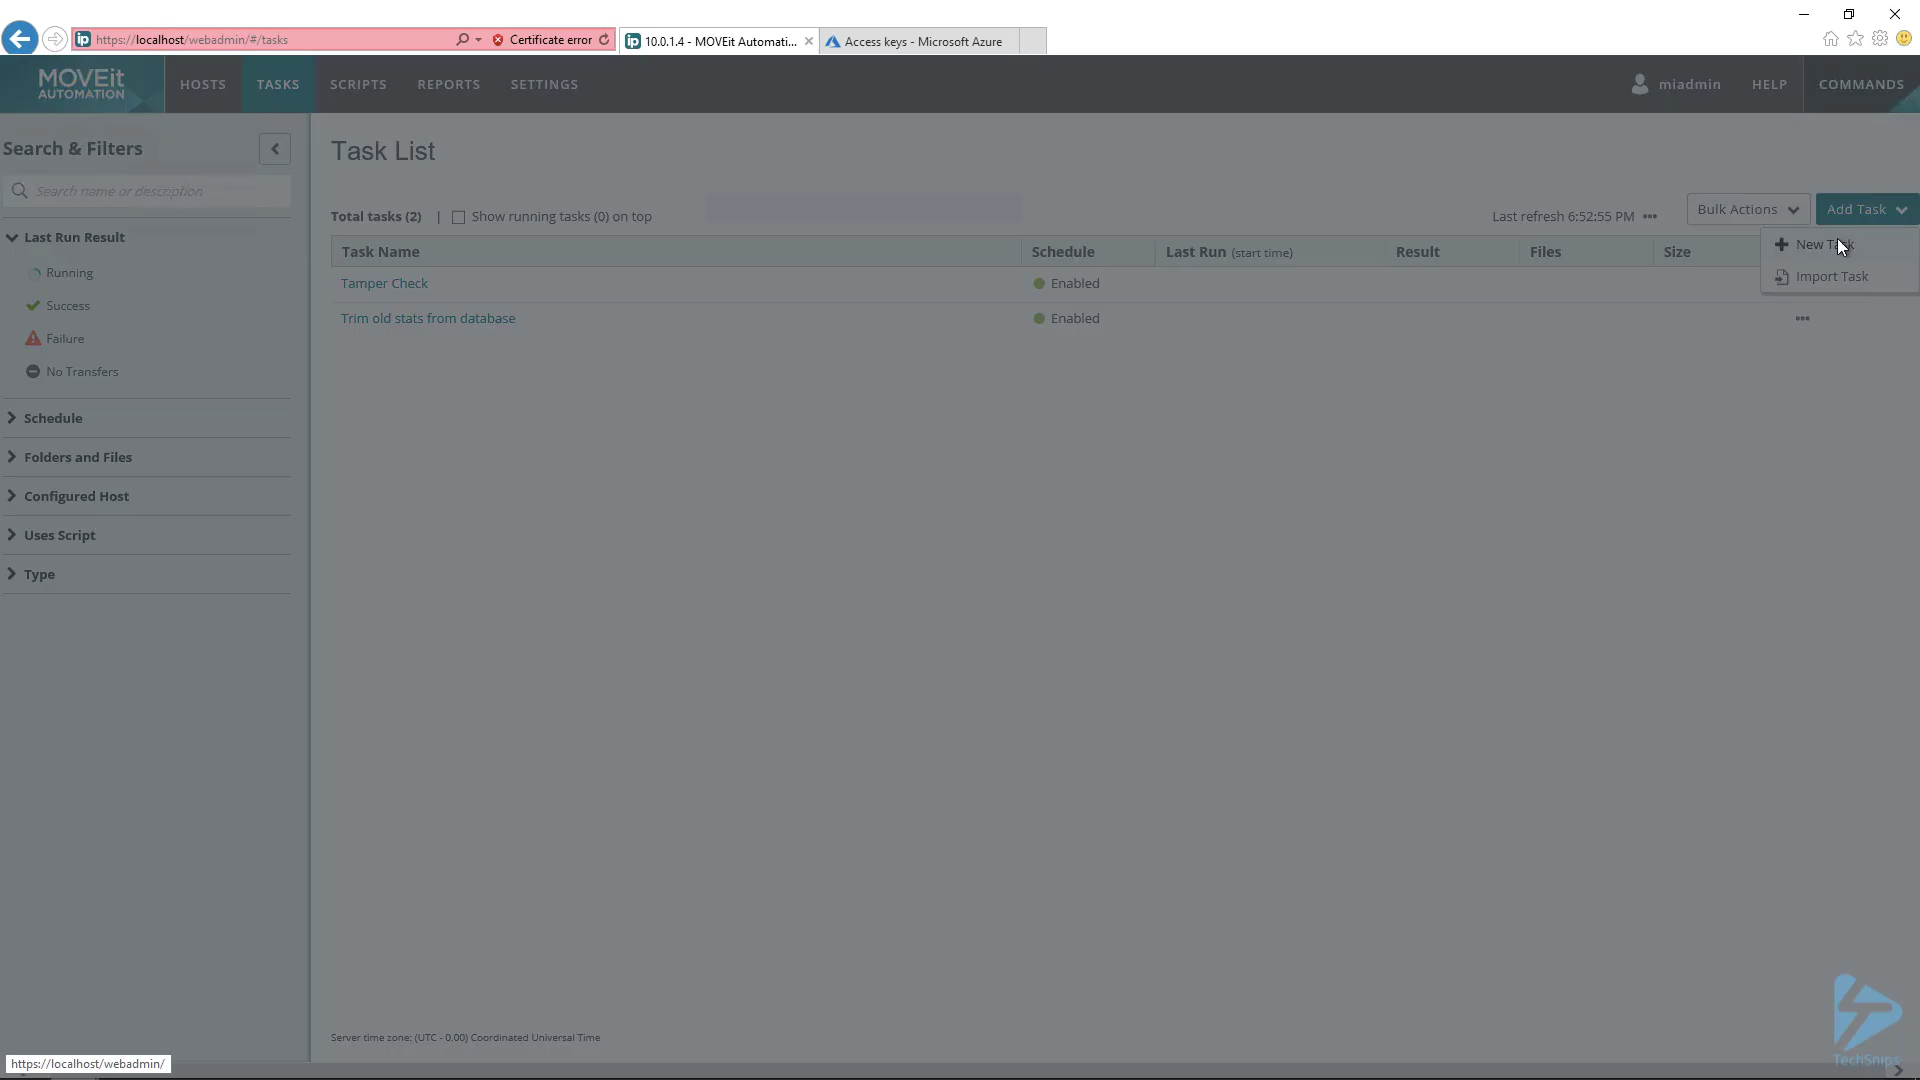 https://localhost/webadmin/#/tasks
Certificate error
10.0.1.4 - MOVEit Automati...
Access keys - Microsoft Azure
MOVEit
AUTOMATION
HOSTS
TASKS
SCRIPTS
REPORTS
SETTINGS
miadmin
HELP
COMMANDS
Search & Filters
Search name or description
Last Run Result
Running
Success
Failure
No Transfers
Schedule
Folders and Files
Configured Host
Uses Script
Type
Task List
Total tasks (2) | Show running tasks (0) on top
Last refresh 6:52:55 PM
Bulk Actions
Add Task
New Task
Import Task
Task Name Schedule Last Run (start time) Result Files Size
Tamper Check Enabled
Trim old stats from database Enabled
Server time zone: (UTC - 0.00) Coordinated Universal Time
https://localhost/webadmin/
TechSnips